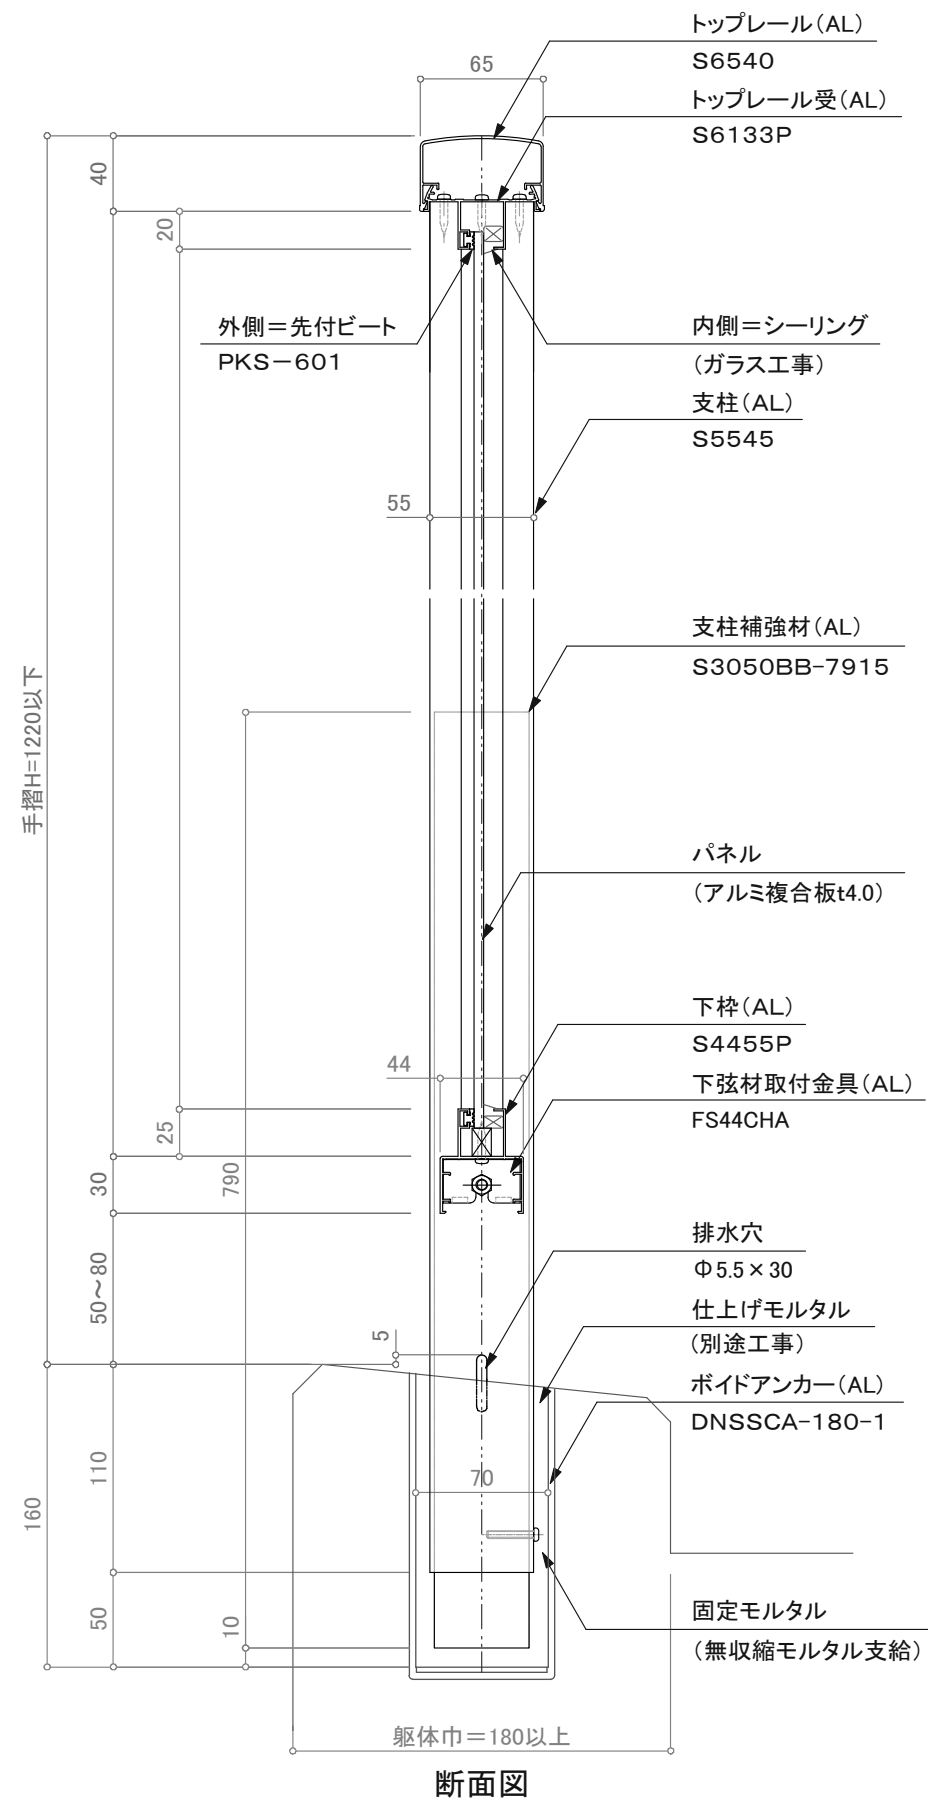 トップレール(AL)
S6540
65
トップレール受(AL)
S6133P
40
20
外側＝先付ビート
PKS－601
内側＝シーリング
(ガラス工事)
支柱(AL)
S5545
55
支柱補強材(AL)
S3050BB-7915
手摺H=1220以下
パネル
(アルミ複合板t4.0)
下枠(AL)
S4455P
44
下弦材取付金具(AL)
FS44CHA
25
30
790
排水穴
Φ5.5×30
50～80
5
仕上げモルタル
(別途工事)
ボイドアンカー(AL)
DNSSCA-180-1
70
110
160
固定モルタル
(無収縮モルタル支給)
50
10
躯体巾＝180以上
断面図